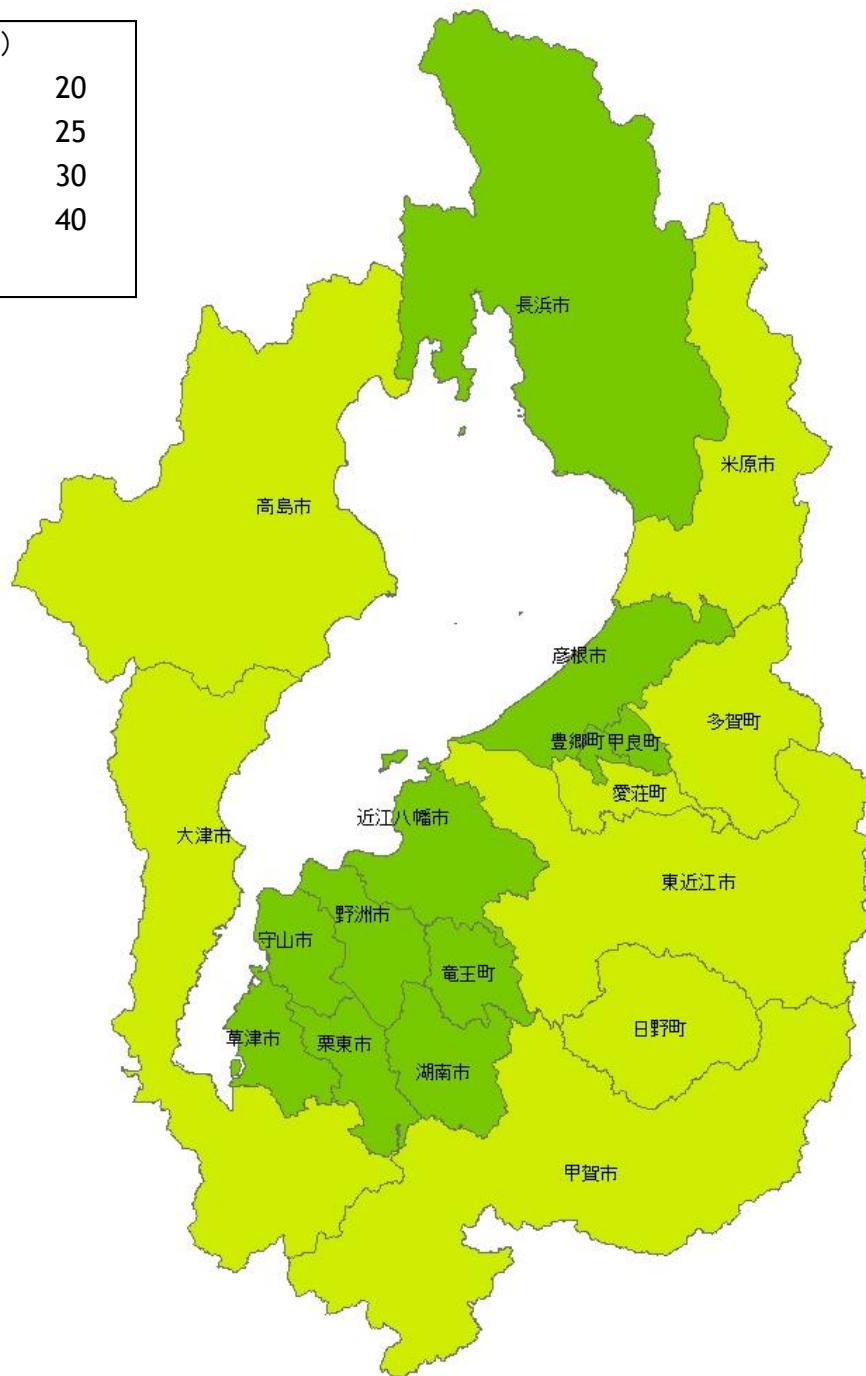 ）
20
25
30
40
長浜市
米原市
高島市
彦根市
多賀町
豊郷町
甲良町
愛荘町
近江八幡市
大津市
東近江市
野洲市
守山市
竜王町
日野町
草津市
栗東市
湖南市
甲賀市